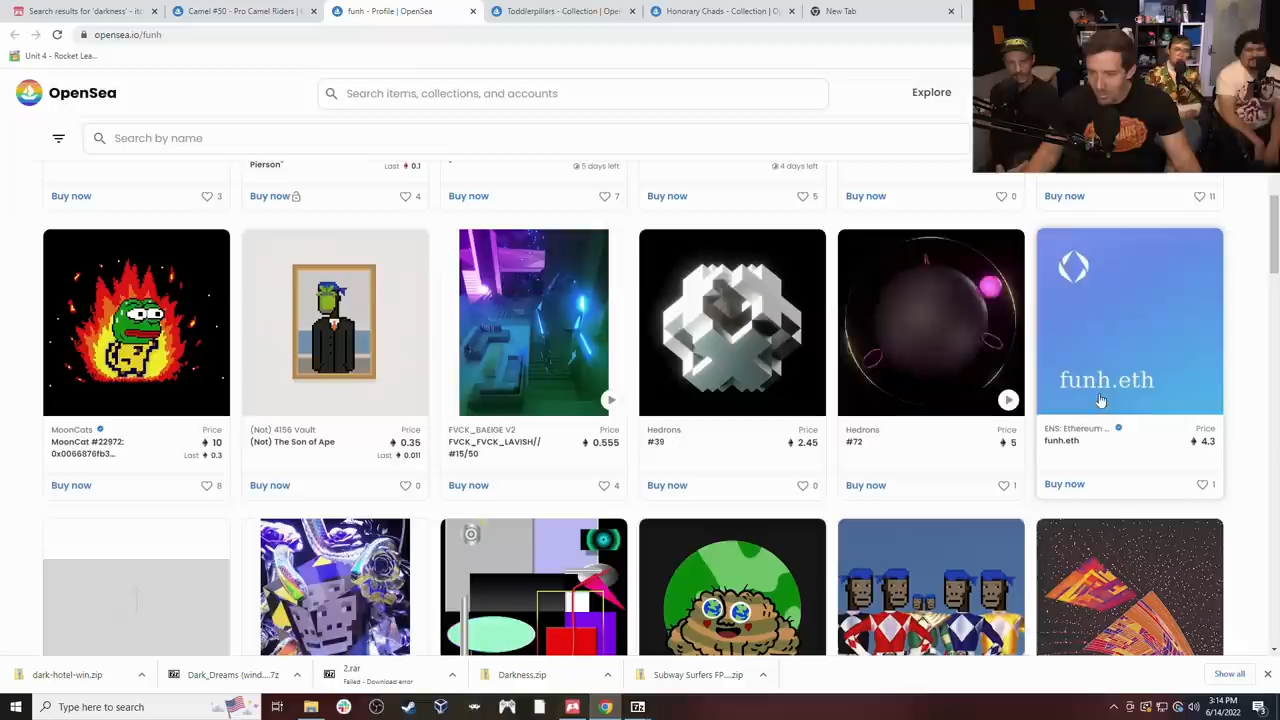 Search results for 'darkness' - itc
Camel #50 - Pro Camel Riders | O
funh - Profile | OpenSea
Toddlerpillars - Collection | Open
Honorary Chads - Collection | Op
New Tab
opensea.io/funh
Unit 4 - Rocket Lea...
OpenSea
Search items, collections, and accounts
Explore
Search by name
Pierson"
Last 0.1
5 days left
4 days left
Buy now 3
Buy now 4
Buy now 7
Buy now 5
Buy now 0
Buy now 11
funh.eth
MoonCats Price
MoonCat #22972: 10
0x0066876fb3... Last 0.3
Buy now 8
(Not) 4156 Vault Price
(Not) The Son of Ape 0.35
Last 0.011
Buy now 0
FVCK_BAEIGE V2 Price
FVCK_FVCK_LAVISH// 0.555
#15/50
Buy now 4
Hedrons Price
#39 2.45
Buy now 0
Hedrons Price
#72 5
Buy now 1
ENS: Ethereum ... Price
funh.eth 4.3
Buy now 1
dark-hotel-win.zip
Dark_Dreams (wind....7z
2.rar
Failed - Download error
Darkness.zip
Subway Surfers FP....zip
Show all
Type here to search
3:14 PM
6/14/2022
3